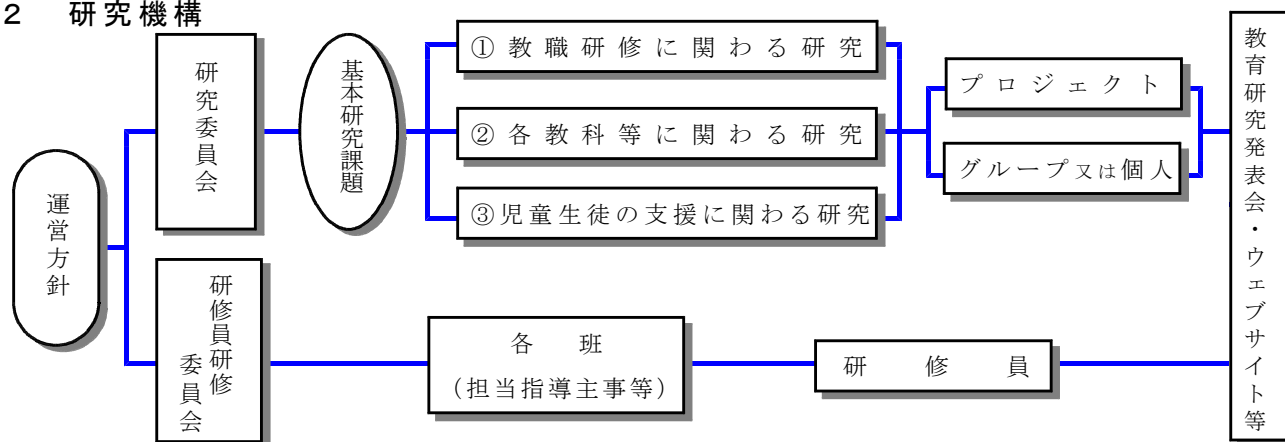 2 研究機構
運営方針
研究委員会
基本研究課題
①教職研修に関わる研究
②各教科等に関わる研究
③児童生徒の支援に関わる研究
プロジェクト
グループ又は個人
研修員研修
委員会
各班
(担当指導主事等)
研修員
教育研究発表会・ウェブサイト等